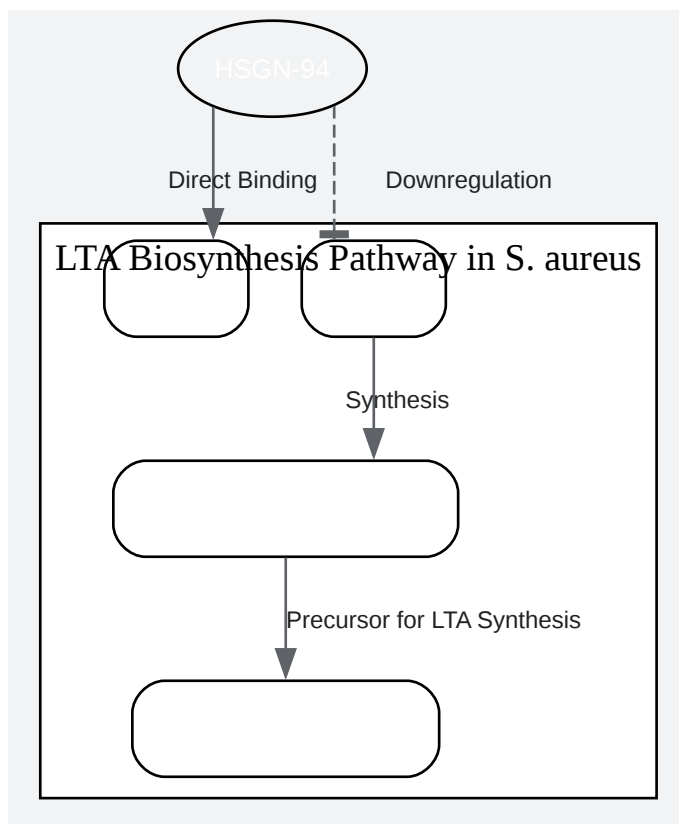 HSGN-94
Direct Binding
Downregulation
LTA Biosynthesis Pathway in S. aureus
Synthesis
Precursor for LTA Synthesis